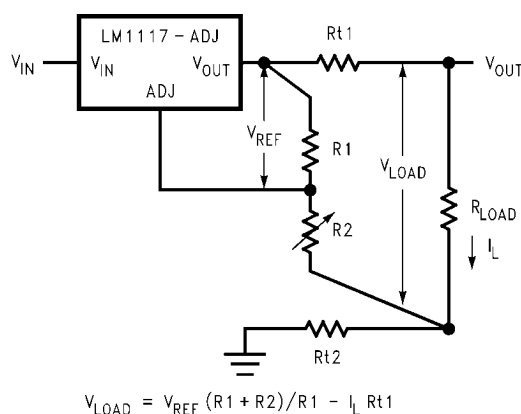 LM1117-ADJ
V_IN V_IN V_OUT Rt1 V_OUT
ADJ
V_REF R1
V_LOAD
R_LOAD
R2
I_L
Rt2
V_LOAD = V_REF (R1 + R2)/R1 - I_L Rt1